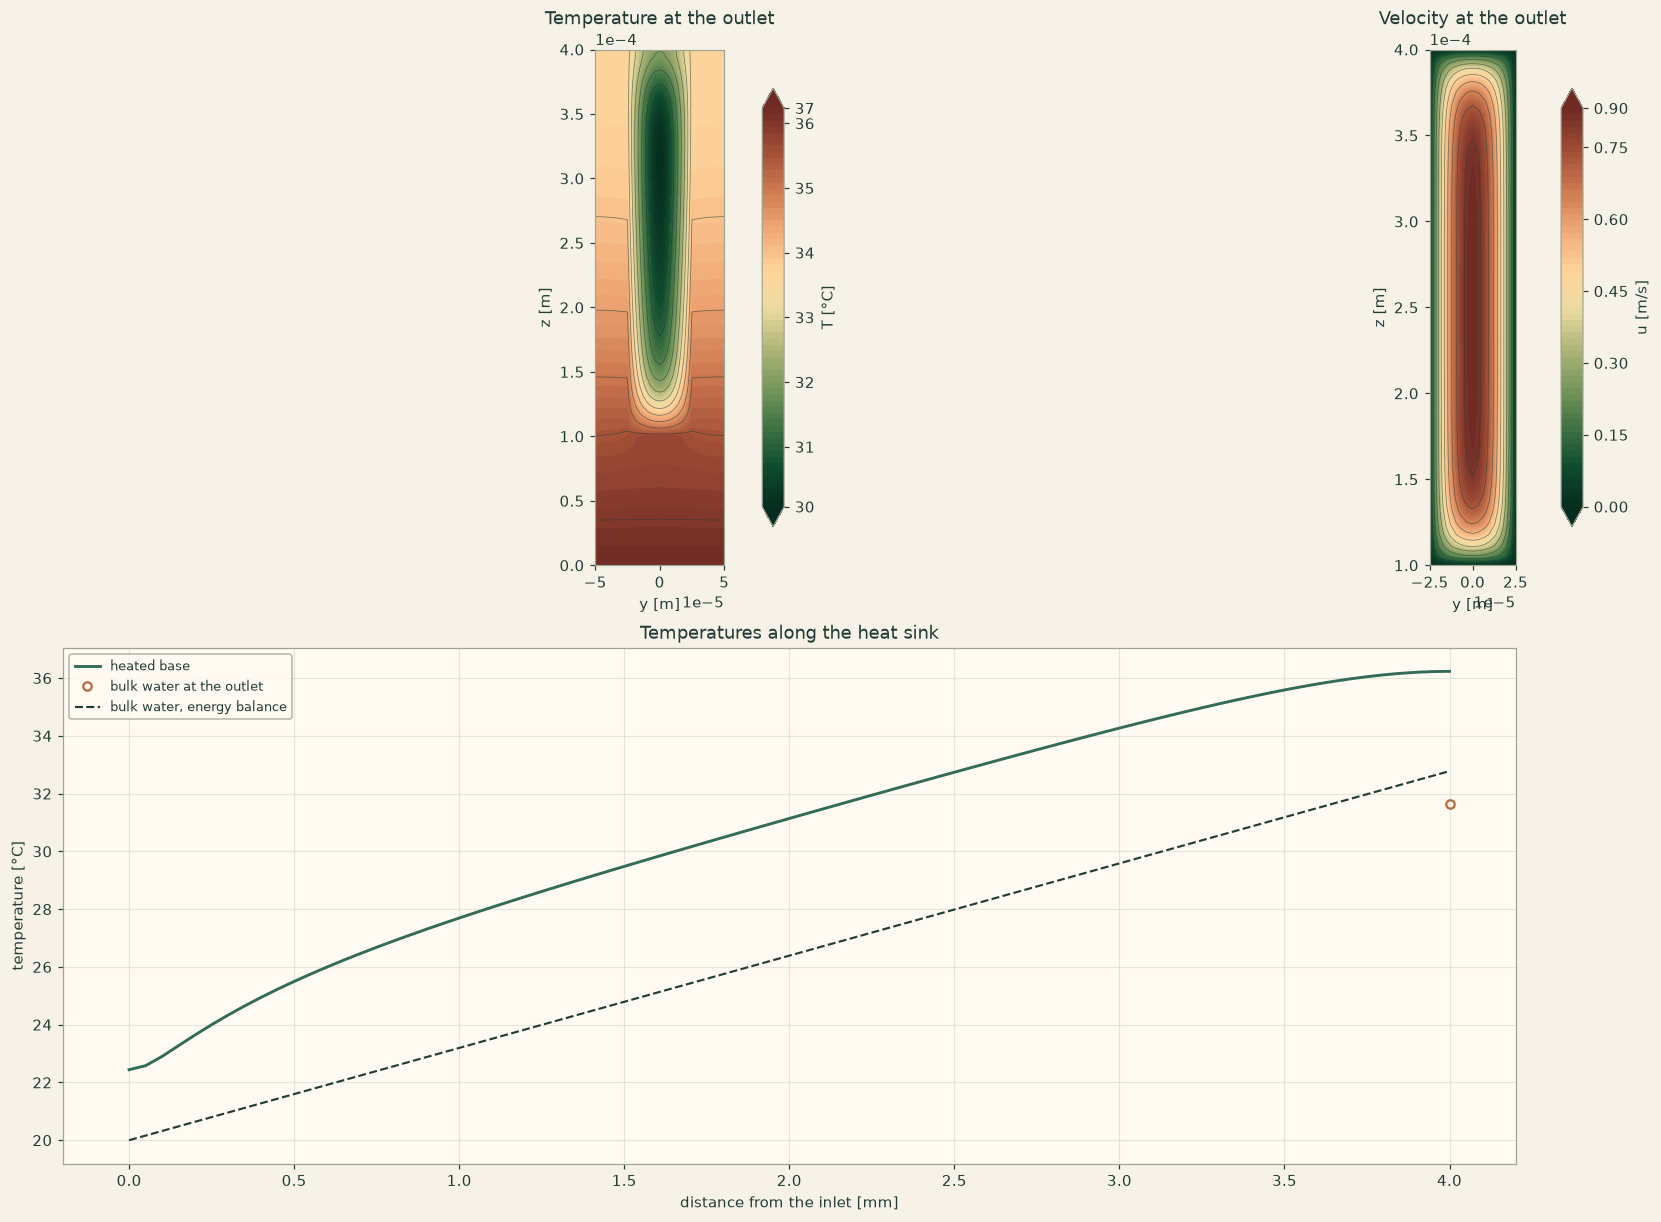 Temperature at the outlet
1e−4
4.0
3.5
3.0
2.5
2.0
1.5
1.0
0.5
0.0
z [m]
−5 0 5
y [m] 1e−5
37
36
35
34
33
32
31
30
T [°C]
Velocity at the outlet
1e−4
4.0
3.5
3.0
2.5
2.0
1.5
1.0
z [m]
−2.5 0.0 2.5
y [m] 1e−5
0.90
0.75
0.60
0.45
0.30
0.15
0.00
u [m/s]
Temperatures along the heat sink
heated base
bulk water at the outlet
bulk water, energy balance
36
34
32
30
28
26
24
22
20
temperature [°C]
0.0 0.5 1.0 1.5 2.0 2.5 3.0 3.5 4.0
distance from the inlet [mm]